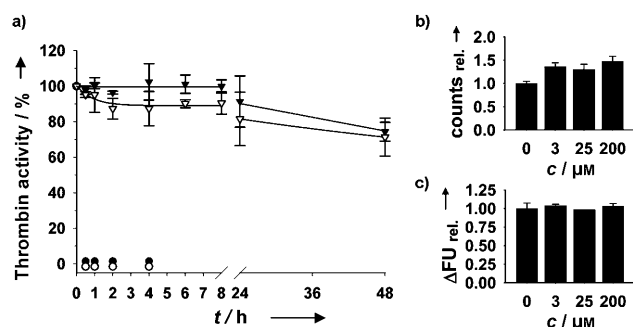 a)
Thrombin activity / %
120
100
80
60
40
20
0
0 1 2 3 4 5 6 7 8 24 36 48
t / h
b)
counts rel.
2.0
1.5
1.0
0.5
0.0
0 3 25 200
c / µM
c)
ΔFU rel.
1.25
1.00
0.75
0.50
0.25
0.00
0 3 25 200
c / µM